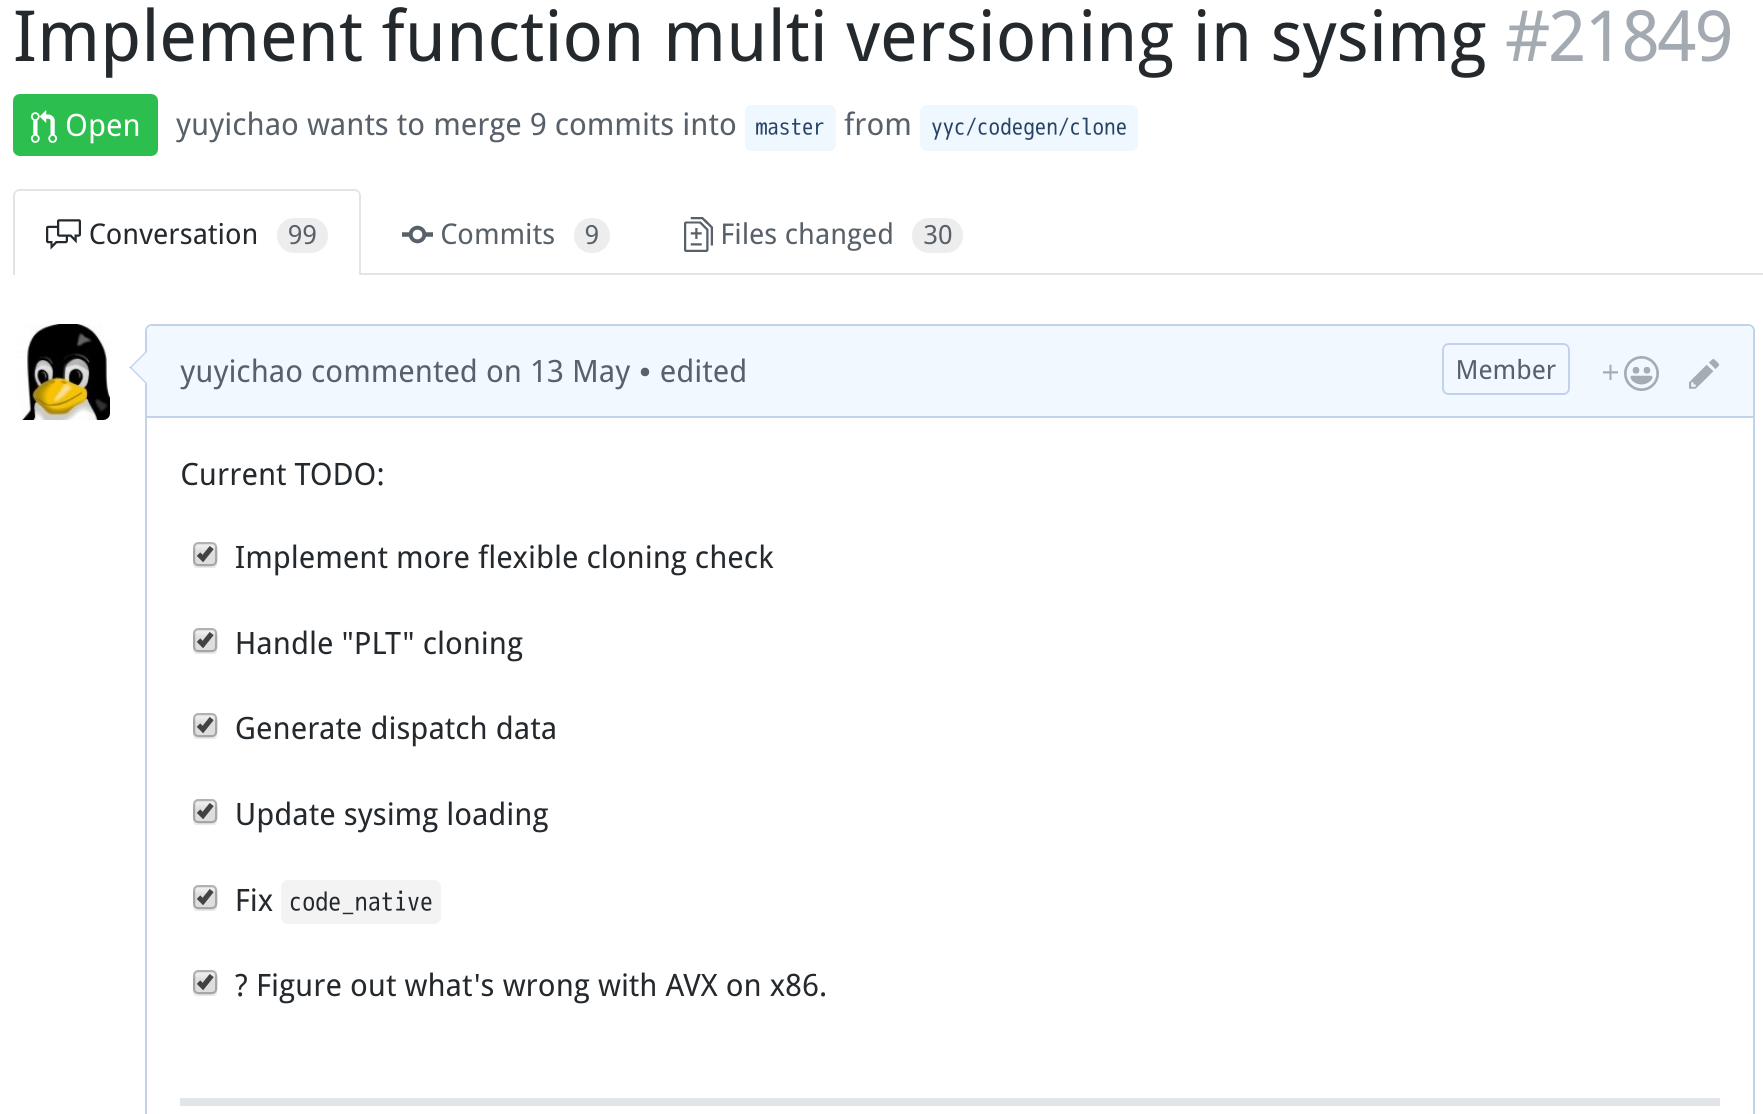 Implement function multi versioning in sysimg #21849
Open yuyichao wants to merge 9 commits into master from yyc/codegen/clone
Conversation 99 Commits 9 Files changed 30
yuyichao commented on 13 May • edited Member +
Current TODO:
Implement more flexible cloning check
Handle "PLT" cloning
Generate dispatch data
Update sysimg loading
Fix code_native
? Figure out what's wrong with AVX on x86.